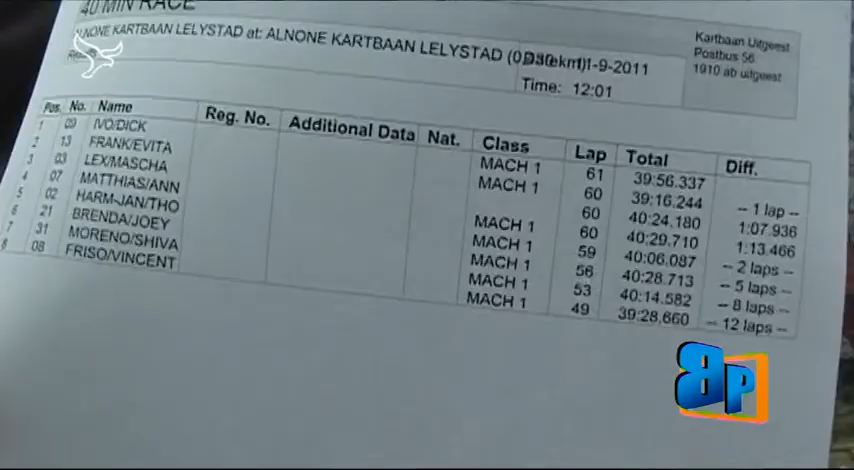 40 MIN RACE
ALNONE KARTBAAN LELYSTAD at: ALNONE KARTBAAN LELYSTAD
1-9-2011
Time: 12:01
Kartbaan Uitgeest
Postbus 56
1910 ab uitgeest
Pos. No. Name Reg. No. Additional Data Nat. Class Lap Total Diff.
1 09 IVO/DICK MACH 1 61 39:56.337
2 13 FRANK/EVITA MACH 1 60 39:16.244 -- 1 lap --
3 03 LEX/MASCHA 60 40:24.180 1:07.936
4 07 MATTHIAS/ANN MACH 1 60 40:29.710 1:13.466
5 02 HARM-JAN/THO MACH 1 59 40:06.087 -- 2 laps --
6 21 BRENDA/JOEY MACH 1 56 40:28.713 -- 5 laps --
7 31 MORENO/SHIVA MACH 1 53 40:14.582 -- 8 laps --
8 08 FRISO/VINCENT MACH 1 49 39:28.660 -- 12 laps --
BP